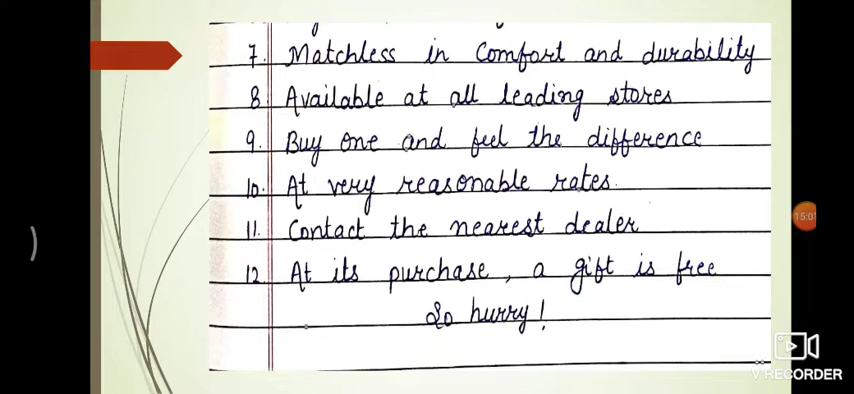 7. Matchless in comfort and durability
8. Available at all leading stores
9. Buy one and feel the difference
10. At very reasonable rates.
11. Contact the nearest dealer
12. At its purchase, a gift is free
So hurry!
15:01
V RECORDER